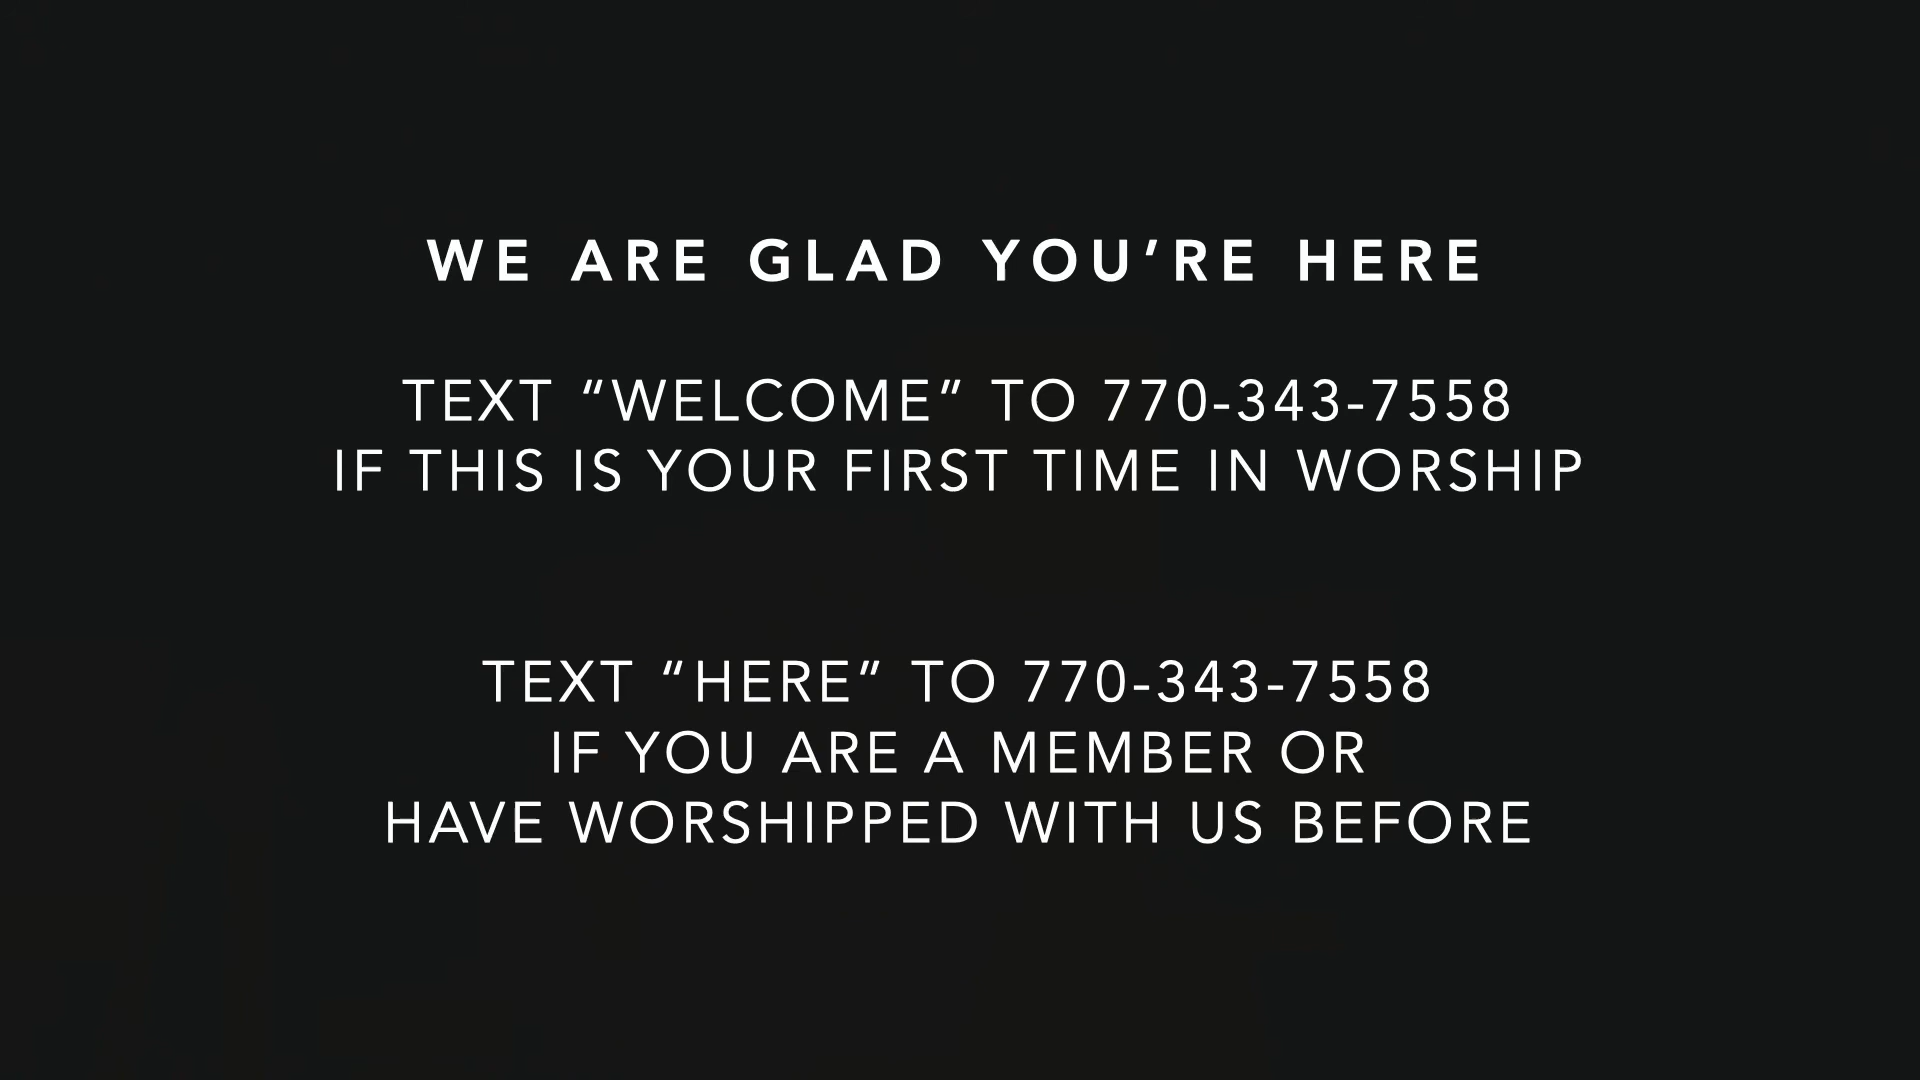 WE ARE GLAD YOU’RE HERE
TEXT “WELCOME” TO 770-343-7558
IF THIS IS YOUR FIRST TIME IN WORSHIP
TEXT “HERE” TO 770-343-7558
IF YOU ARE A MEMBER OR
HAVE WORSHIPPED WITH US BEFORE